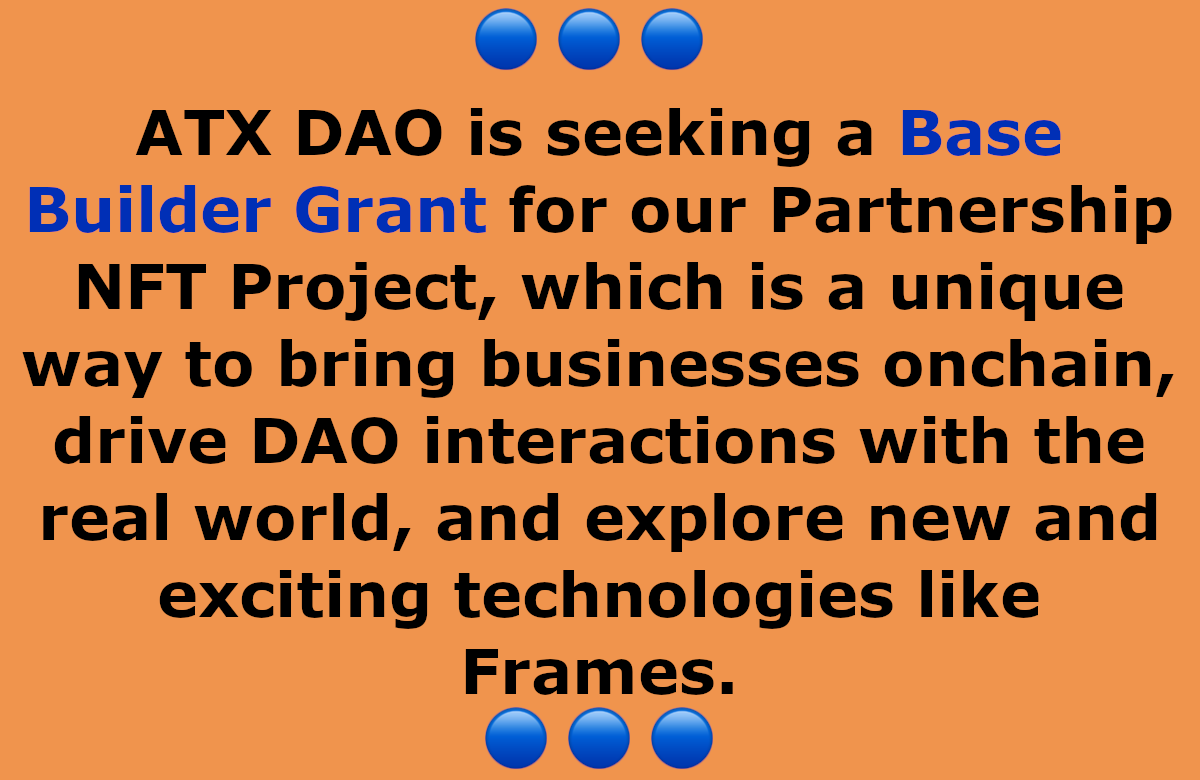 ATX DAO is seeking a Base
Builder Grant for our Partnership
NFT Project, which is a unique
way to bring businesses onchain,
drive DAO interactions with the
real world, and explore new and
exciting technologies like
Frames.